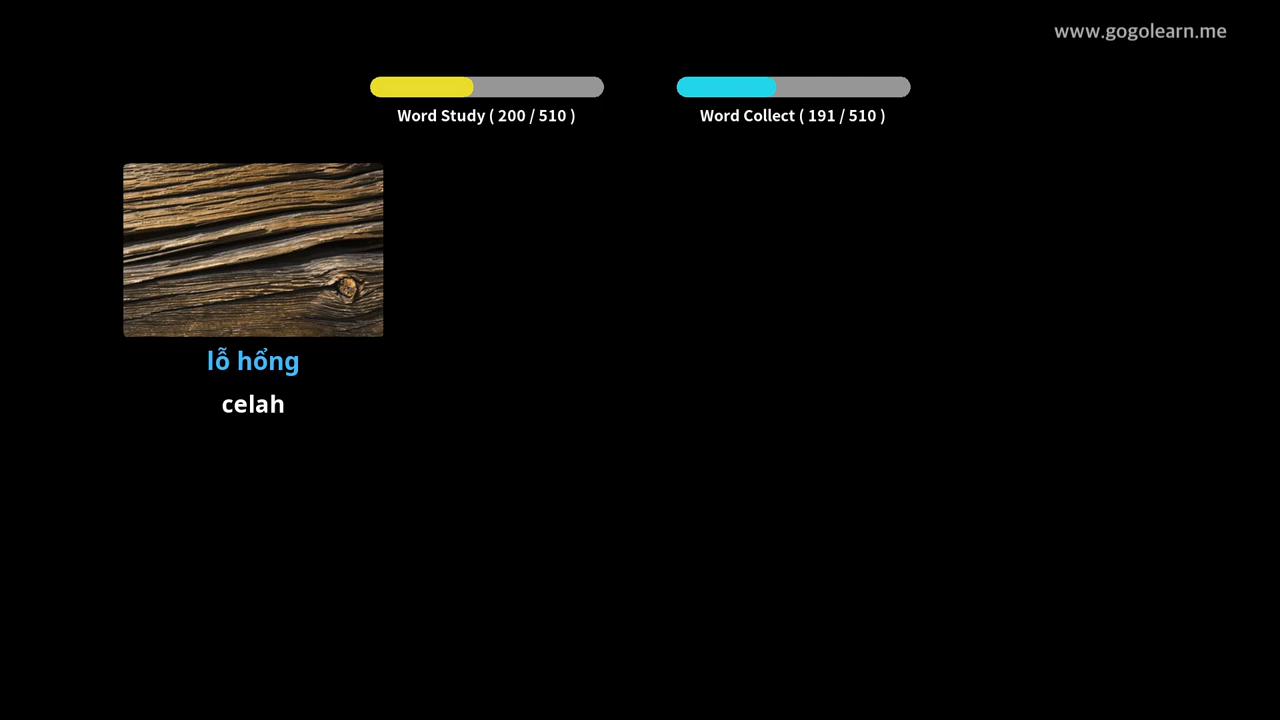 www.gogolearn.me
Word Study ( 200 / 510 )
Word Collect ( 191 / 510 )
lỗ hổng
celah